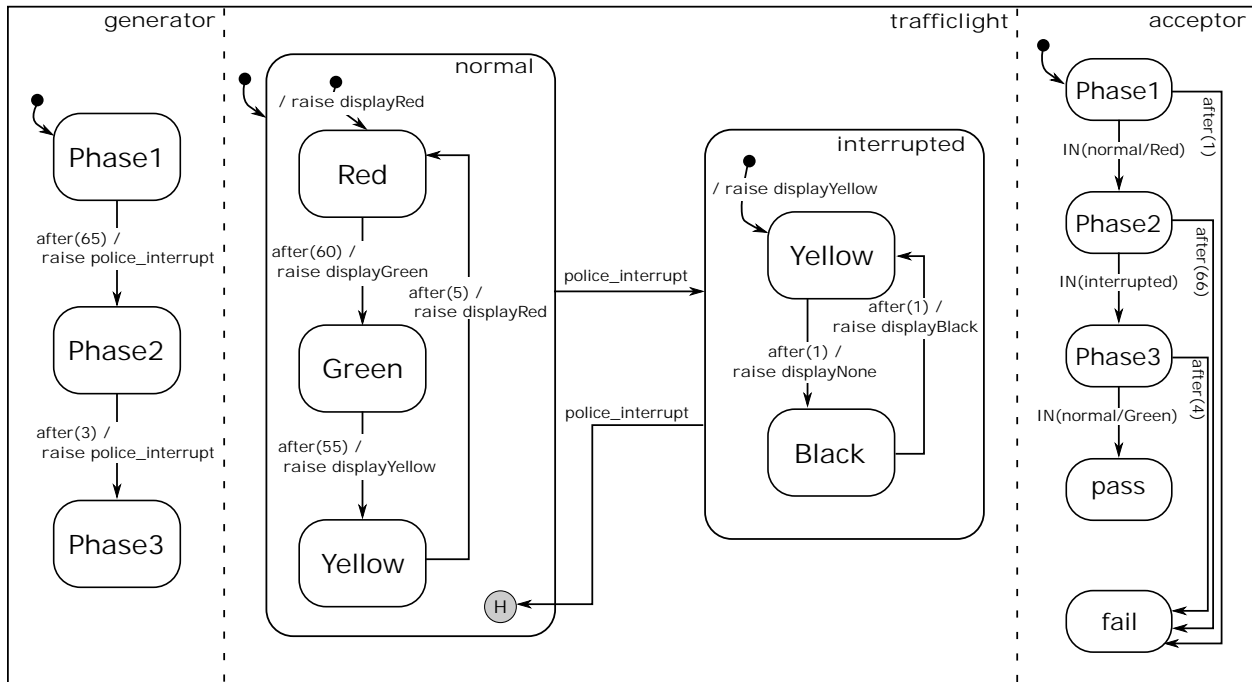 generator
Phase1
after(65) /
raise police_interrupt
Phase2
after(3) /
raise police_interrupt
Phase3
trafficlight
normal
/ raise displayRed
Red
after(60) /
raise displayGreen
after(5) /
raise displayRed
Green
after(55) /
raise displayYellow
Yellow
H
police_interrupt
police_interrupt
interrupted
/ raise displayYellow
Yellow
after(1) /
raise displayBlack
after(1) /
raise displayNone
Black
acceptor
Phase1
after(1)
IN(normal/Red)
Phase2
after(66)
IN(interrupted)
Phase3
after(4)
IN(normal/Green)
pass
fail